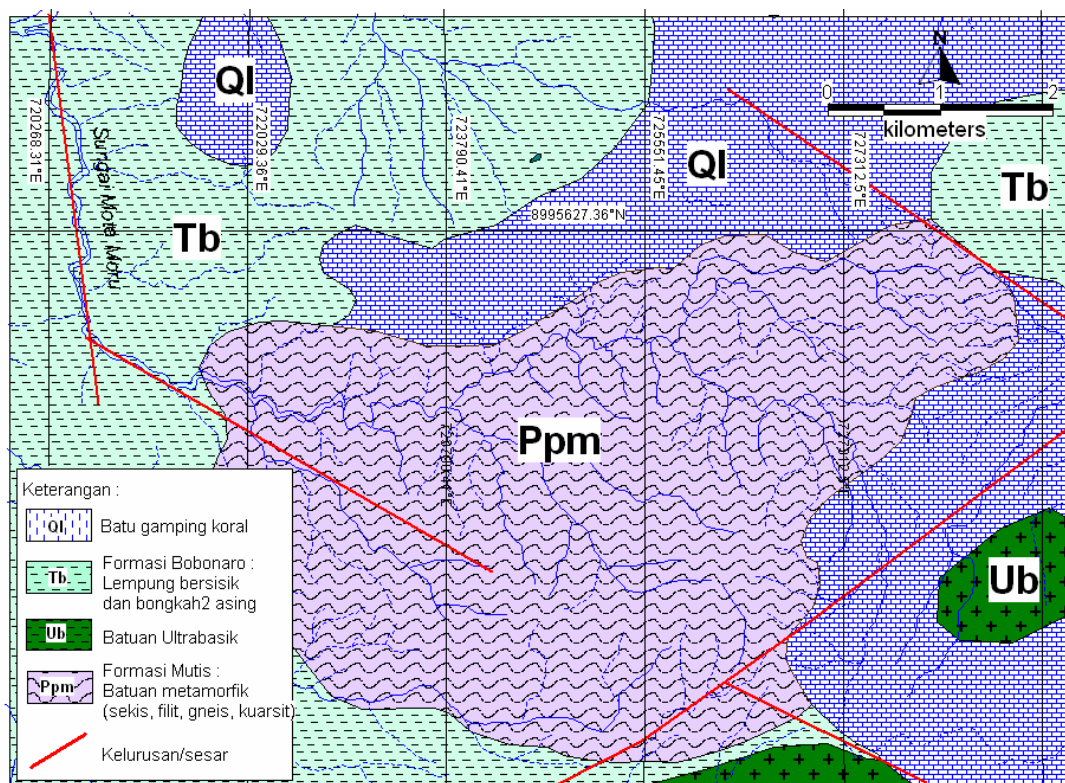 Ql
N
0 1 2
kilometers
720268.31°E
722029.36°E
723790.41°E
725551.45°E
727312.5°E
Sungai Mota Moru
Ql
Tb
8995627.36°N
Tb
Ppm
Ub
Keterangan :
Ql Batu gamping koral
Formasi Bobonaro :
Tb Lempung bersisik
dan bongkah2 asing
Ub Batuan Ultrabasik
Formasi Mutis :
Ppm Batuan metamorfik
(sekis, filit, gneis, kuarsit)
Kelurusan/sesar